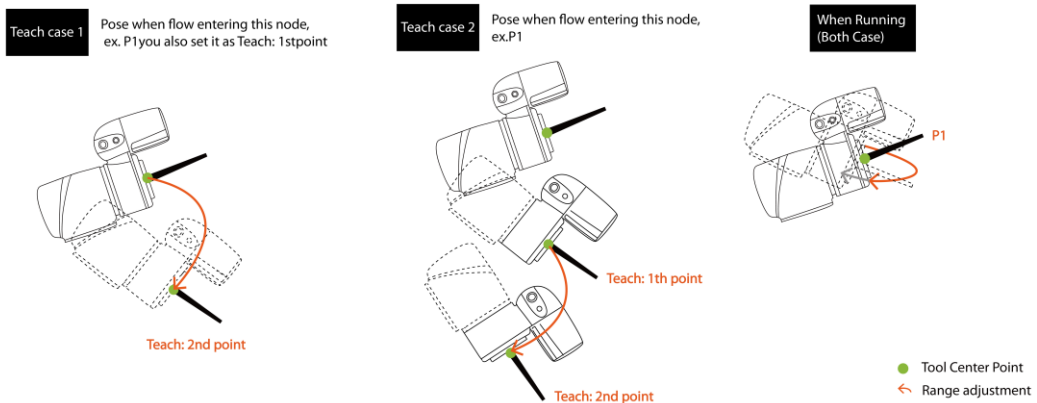 Teach case 1
Pose when flow entering this node,
ex. P1you also set it as Teach: 1stpoint
Teach: 2nd point
Teach case 2
Pose when flow entering this node,
ex.P1
Teach: 1th point
Teach: 2nd point
When Running
(Both Case)
P1
Tool Center Point
Range adjustment